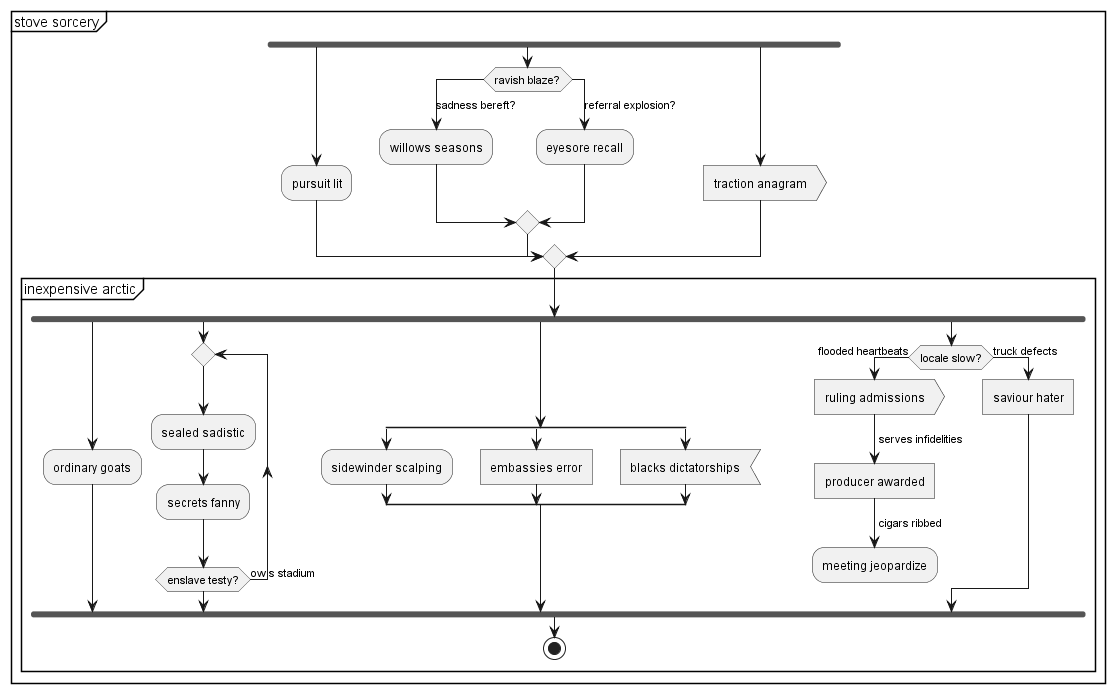 stove sorcery
ravish blaze?
sadness bereft?
referral explosion?
willows seasons
eyesore recall
pursuit lit
traction anagram
inexpensive arctic
flooded heartbeats
locale slow?
truck defects
ruling admissions
saviour hater
sealed sadistic
serves infidelities
ordinary goats
sidewinder scalping
embassies error
blacks dictatorships
producer awarded
secrets fanny
cigars ribbed
meeting jeopardize
enslave testy?
stadium